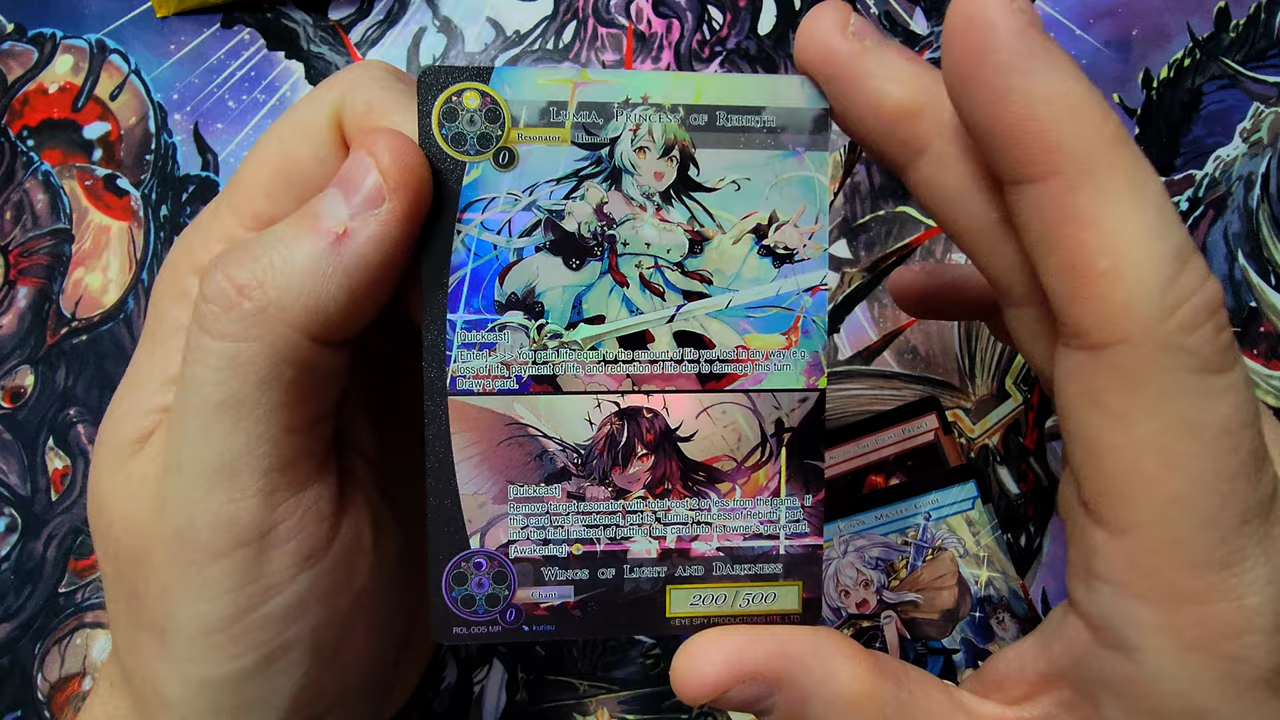 Lumia, Princess of Rebirth
Resonator Human
0
[Quickcast]
[Enter] >>> You gain life equal to the amount of life you lost in any way (e.g.
loss of life, payment of life, and reduction of life due to damage) this turn.
Draw a card.
[Quickcast]
Remove target resonator with total cost 2 or less from the game. If
this card was awakened, put its "Lumia, Princess of Rebirth" part
into the field instead of putting this card into its owner's graveyard.
[Awakening]
Wings of Light and Darkness
Chant
200/500
0
RDL-005 MR kurisu
©EYE SPY PRODUCTIONS PTE. LTD
of the Light Palace
Master Guide